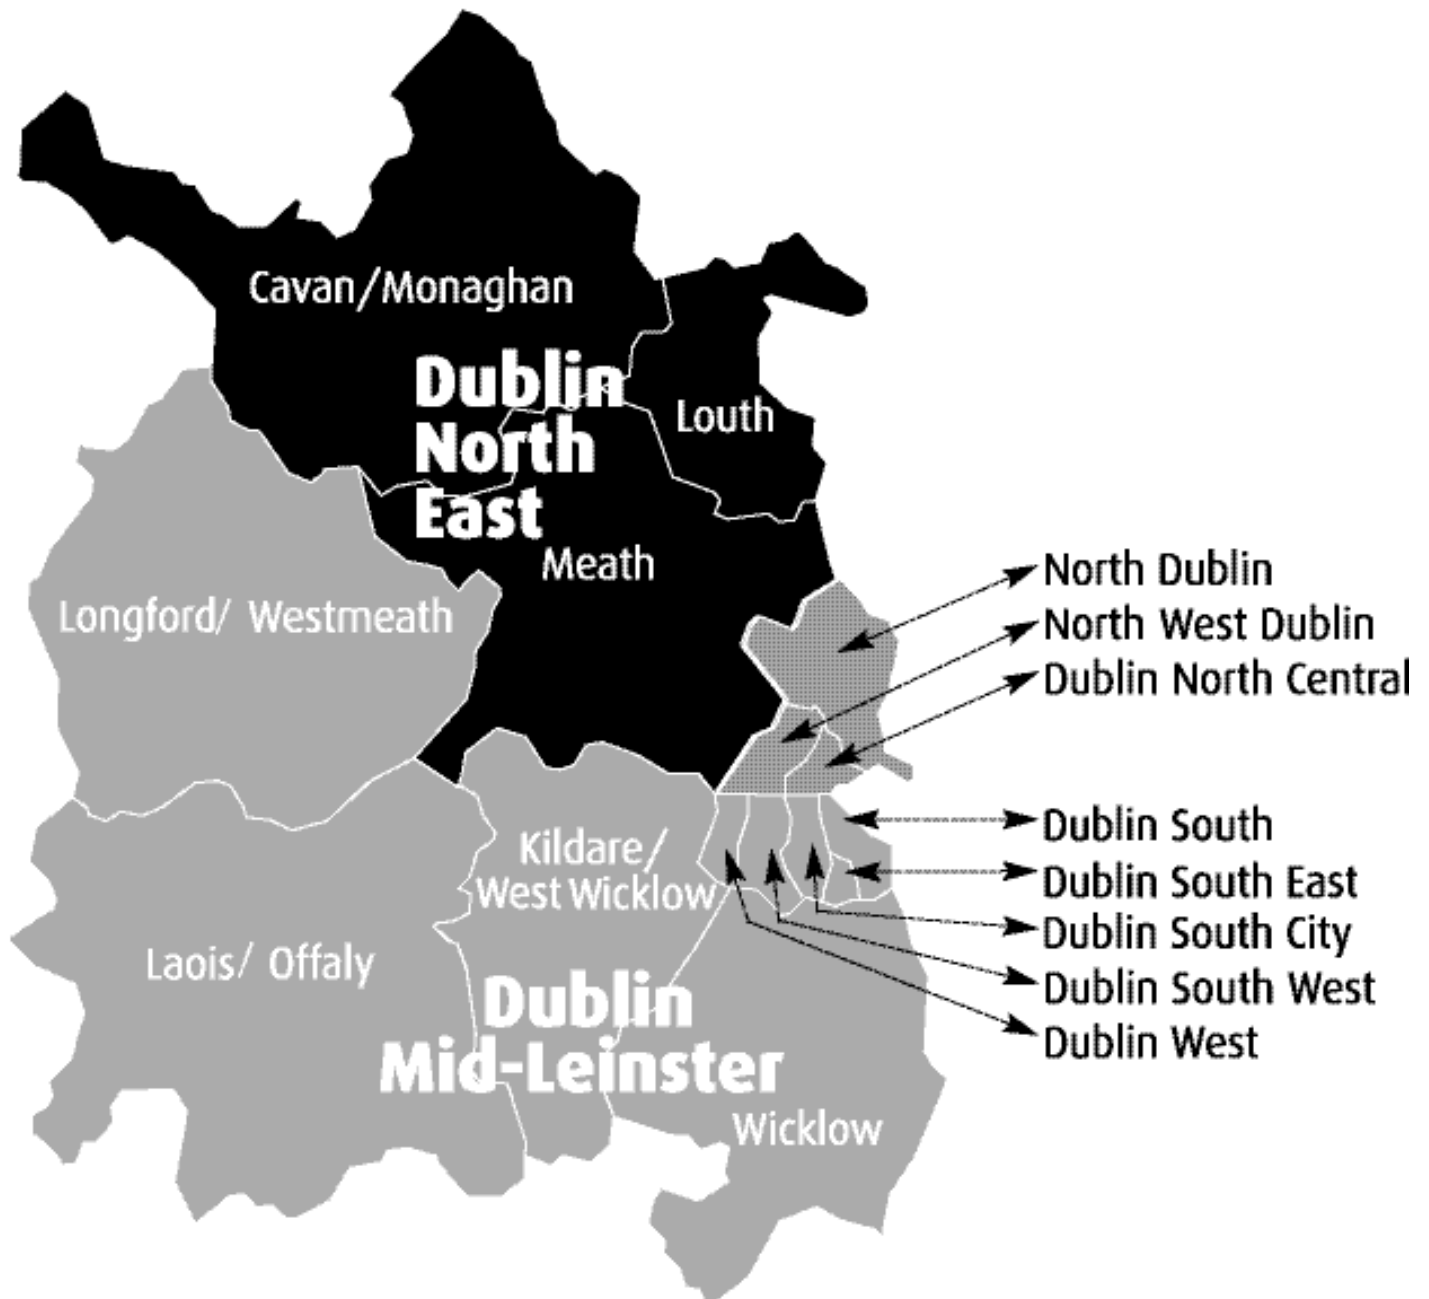 Cavan/Monaghan
Dublin
North
East
Louth
Meath
Longford/ Westmeath
North Dublin
North West Dublin
Dublin North Central
Kildare/
West Wicklow
Dublin South
Dublin South East
Dublin South City
Dublin South West
Dublin West
Laois/ Offaly
Dublin
Mid-Leinster
Wicklow